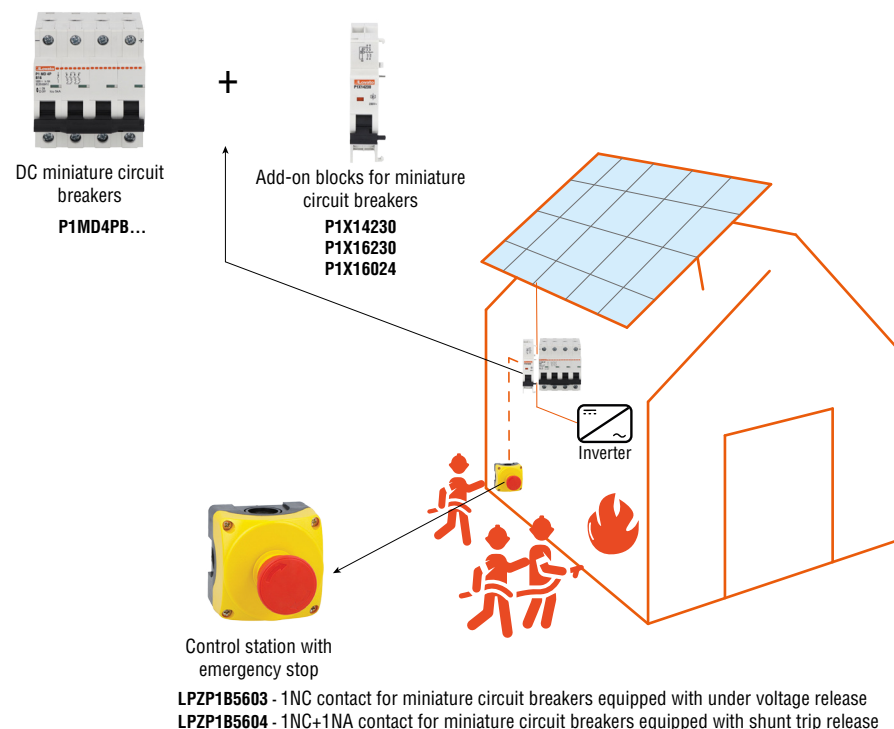 DC miniature circuit
breakers
P1MD4PB...
+
P1X14230
Add-on blocks for miniature
circuit breakers
P1X14230
P1X16230
P1X16024
Inverter
Control station with
emergency stop
LPZP1B5603 - 1NC contact for miniature circuit breakers equipped with under voltage release
LPZP1B5604 - 1NC+1NA contact for miniature circuit breakers equipped with shunt trip release